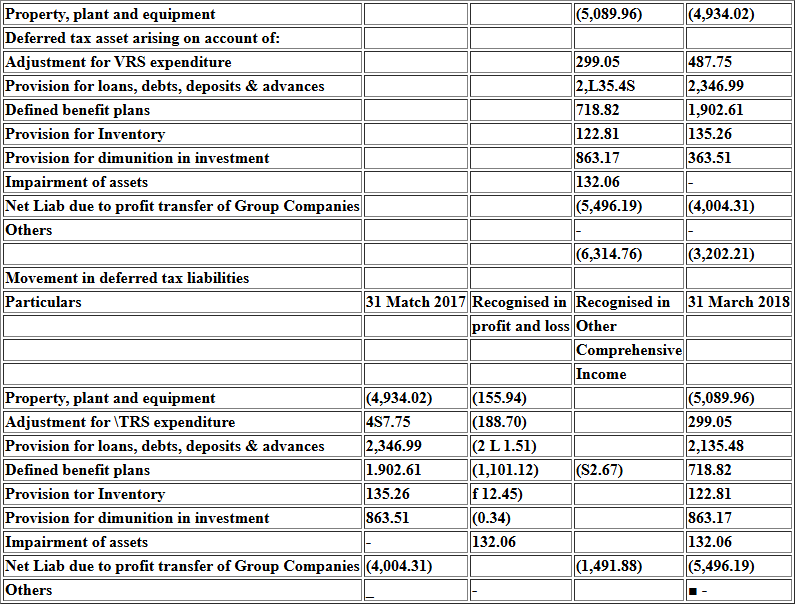 Property, plant and equipment (5,089.96) (4,934.02)
Deferred tax asset arising on account of:
Adjustment for VRS expenditure 299.05 487.75
Provision for loans, debts, deposits & advances 2,L35.4S 2,346.99
Defined benefit plans 718.82 1,902.61
Provision for Inventory 122.81 135.26
Provision for dimunition in investment 863.17 363.51
Impairment of assets 132.06 -
Net Liab due to profit transfer of Group Companies (5,496.19) (4,004.31)
Others - -
(6,314.76) (3,202.21)
Movement in deferred tax liabilities
Particulars 31 Match 2017 Recognised in Recognised in 31 March 2018
profit and loss Other
Comprehensive
Income
Property, plant and equipment (4,934.02) (155.94) (5,089.96)
Adjustment for \TRS expenditure 4S7.75 (188.70) 299.05
Provision for loans, debts, deposits & advances 2,346.99 (2 L 1.51) 2,135.48
Defined benefit plans 1.902.61 (1,101.12) (S2.67) 718.82
Provision tor Inventory 135.26 f 12.45) 122.81
Provision for dimunition in investment 863.51 (0.34) 863.17
Impairment of assets - 132.06 132.06
Net Liab due to profit transfer of Group Companies (4,004.31) (1,491.88) (5,496.19)
Others _ - ■ -